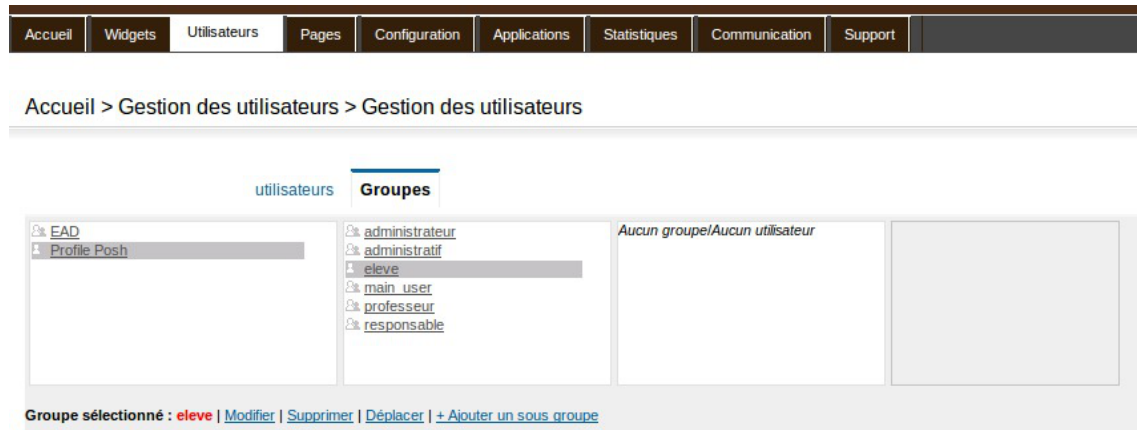 Accueil Widgets Utilisateurs Pages Configuration Applications Statistiques Communication Support
Accueil > Gestion des utilisateurs > Gestion des utilisateurs
utilisateurs Groupes
EAD
Profile Posh
administrateur
administratif
eleve
main_user
professeur
responsable
Aucun groupe/Aucun utilisateur
Groupe sélectionné : eleve | Modifier | Supprimer | Déplacer | + Ajouter un sous groupe